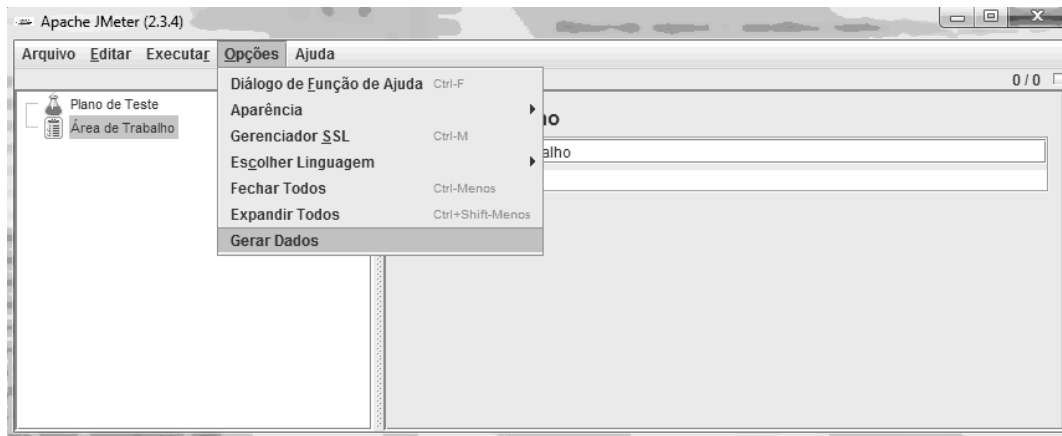 Apache JMeter (2.3.4)
Arquivo Editar Executar Opções Ajuda
0 / 0
Diálogo de Função de Ajuda Ctrl-F
Aparência
Gerenciador SSL Ctrl-M
Escolher Linguagem
Fechar Todos Ctrl-Menos
Expandir Todos Ctrl+Shift-Menos
Gerar Dados
Plano de Teste
Área de Trabalho
ho
alho